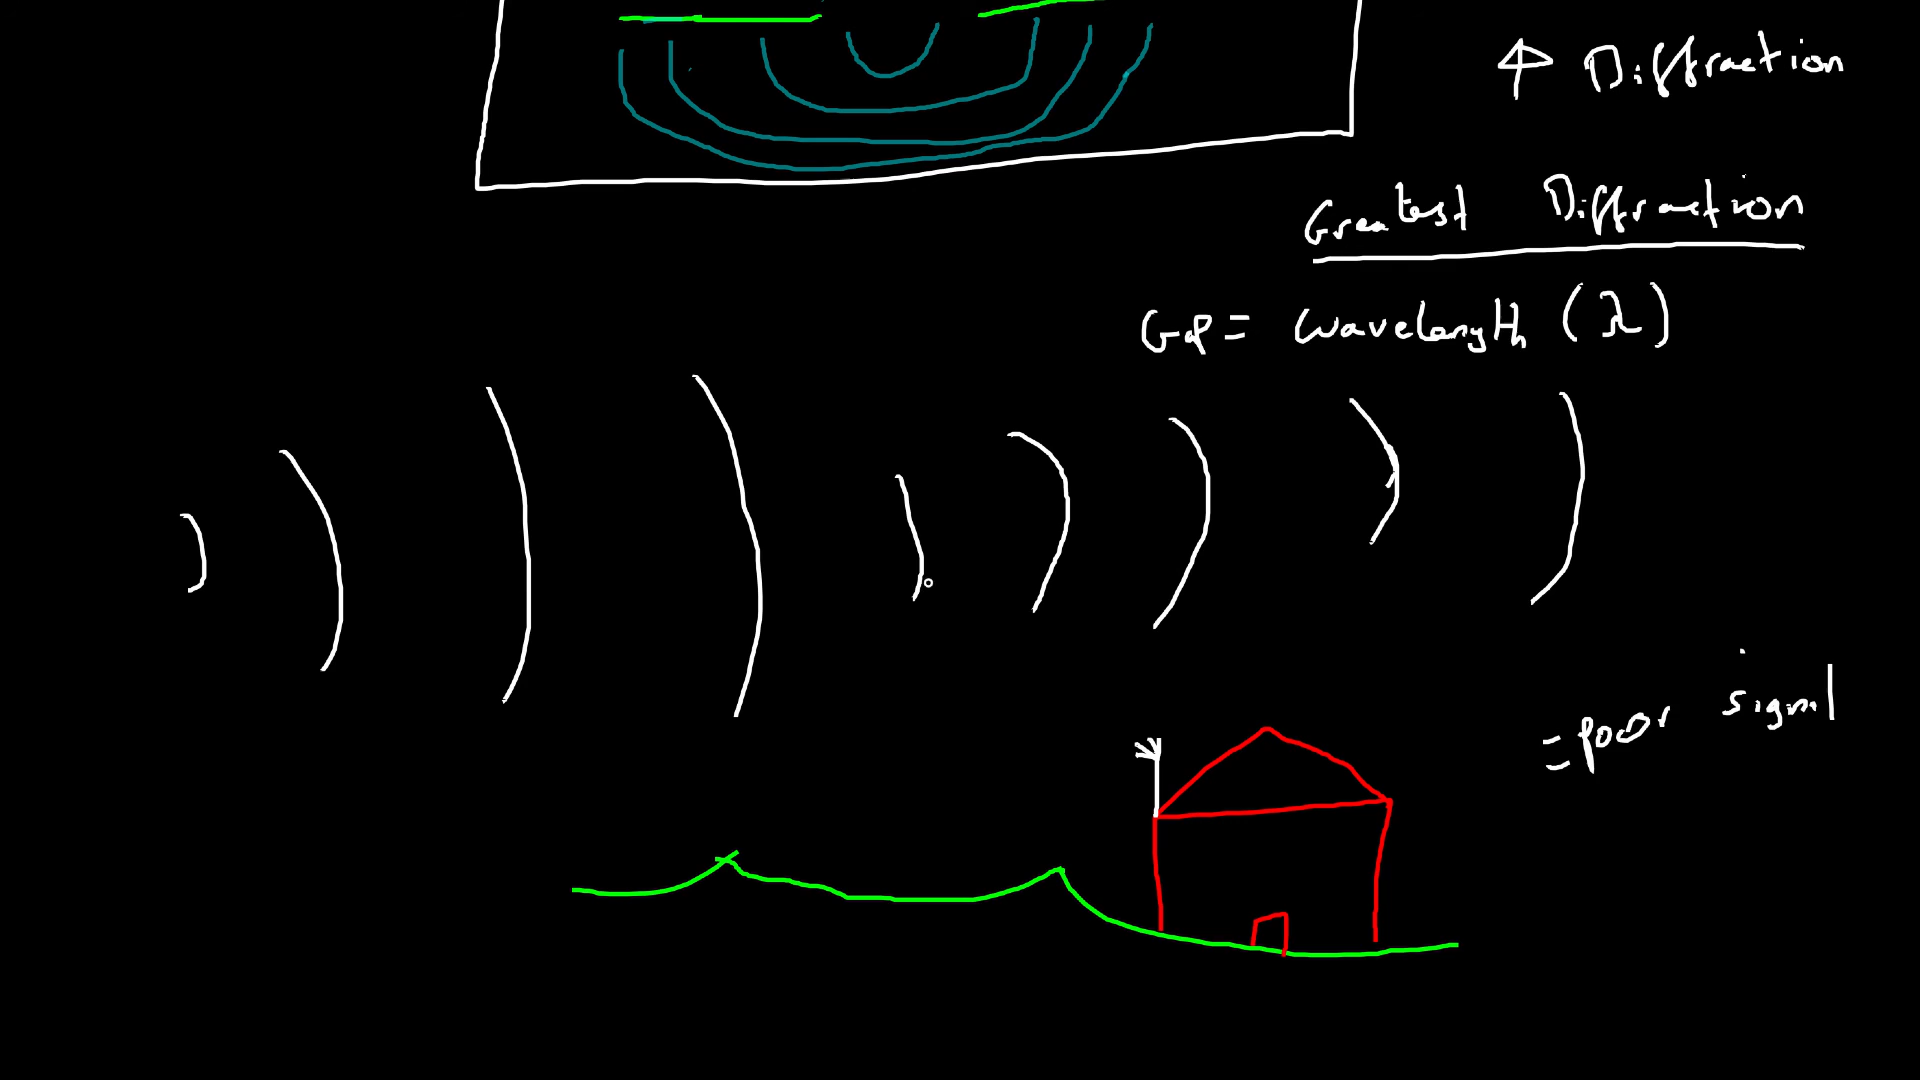 ↑ Diffraction
Greatest Diffraction
Gap = wavelength (λ)
= poor signal